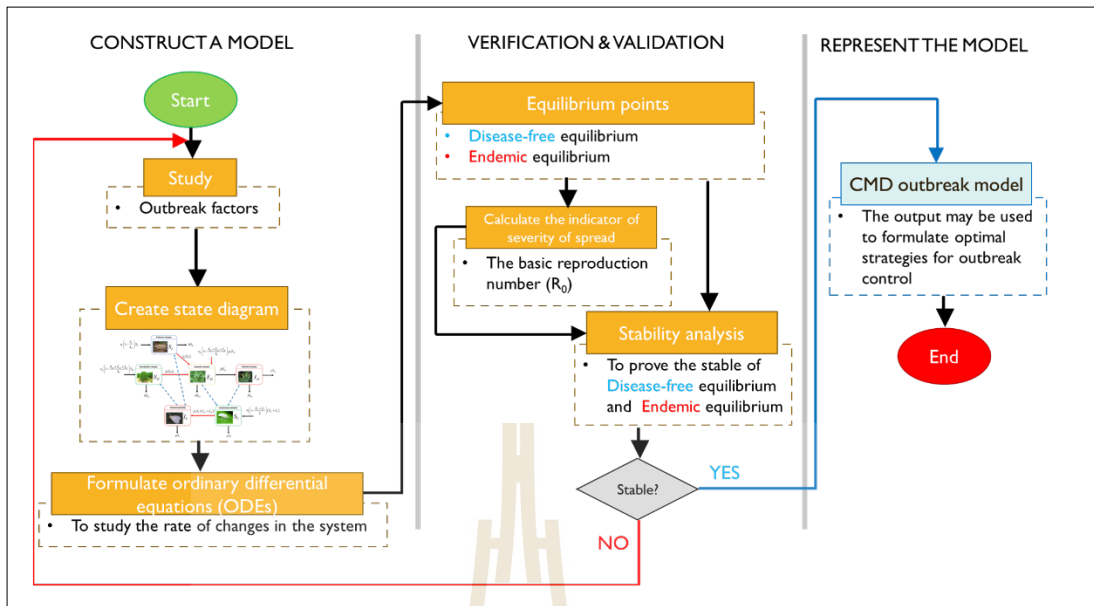 CONSTRUCT A MODEL
Start
Study
• Outbreak factors
Create state diagram
Formulate ordinary differential
equations (ODEs)
• To study the rate of changes in the system
VERIFICATION & VALIDATION
Equilibrium points
• Disease-free equilibrium
• Endemic equilibrium
Calculate the indicator of
severity of spread
• The basic reproduction
number (R₀)
Stability analysis
• To prove the stable of
Disease-free equilibrium
and Endemic equilibrium
Stable?
YES
NO
REPRESENT THE MODEL
CMD outbreak model
• The output may be used
to formulate optimal
strategies for outbreak
control
End